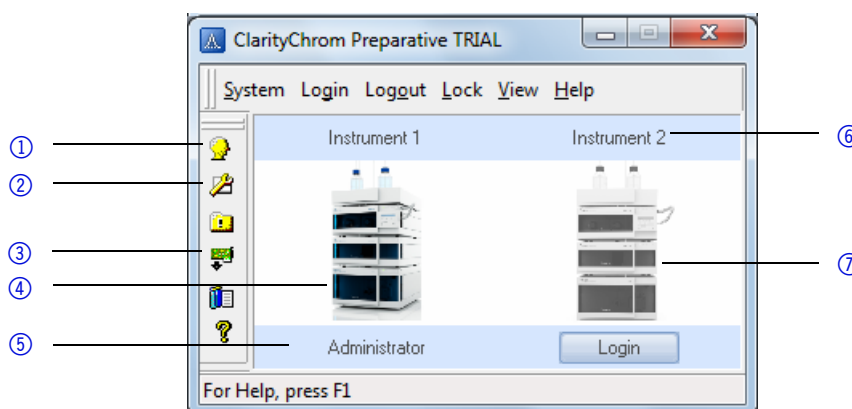 ClarityChrom Preparative TRIAL
System Login Logout Lock View Help
① Instrument 1 Instrument 2 ⑥
②
③
④ ⑦
⑤ Administrator Login
For Help, press F1